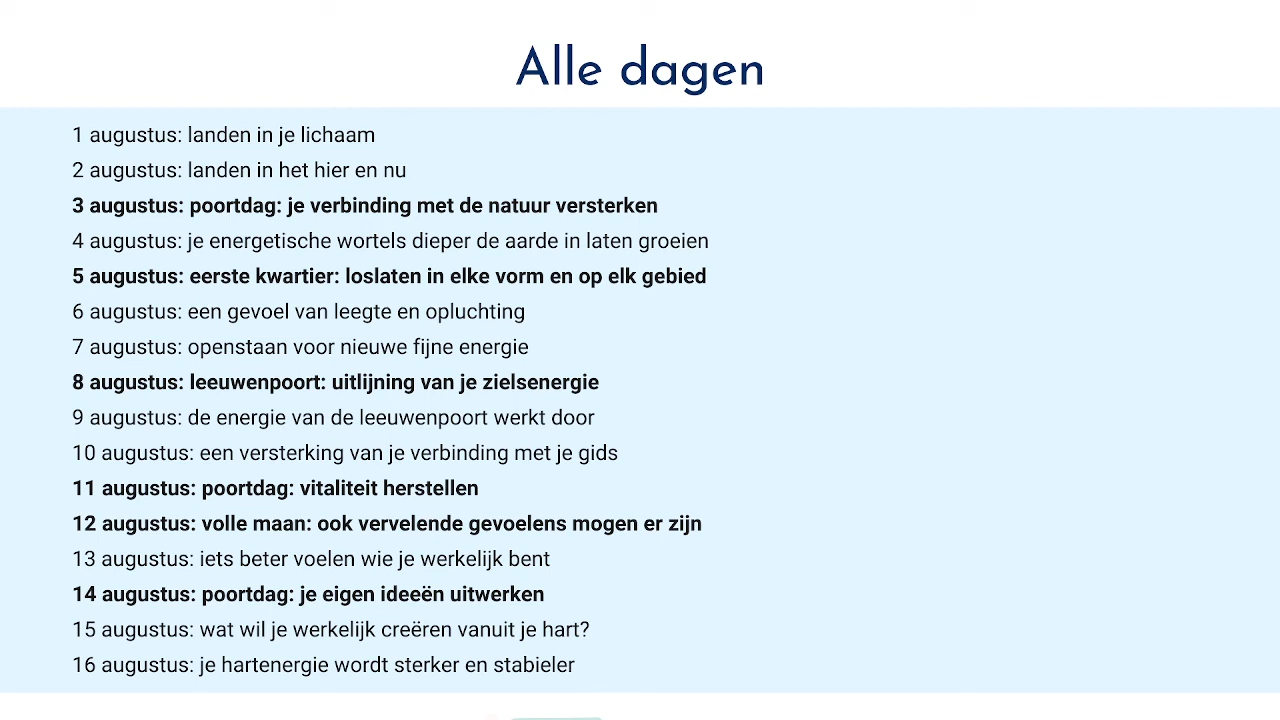 Alle dagen
1 augustus: landen in je lichaam
2 augustus: landen in het hier en nu
3 augustus: poortdag: je verbinding met de natuur versterken
4 augustus: je energetische wortels dieper de aarde in laten groeien
5 augustus: eerste kwartier: loslaten in elke vorm en op elk gebied
6 augustus: een gevoel van leegte en opluchting
7 augustus: openstaan voor nieuwe fijne energie
8 augustus: leeuwenpoort: uitlijning van je zielsenergie
9 augustus: de energie van de leeuwenpoort werkt door
10 augustus: een versterking van je verbinding met je gids
11 augustus: poortdag: vitaliteit herstellen
12 augustus: volle maan: ook vervelende gevoelens mogen er zijn
13 augustus: iets beter voelen wie je werkelijk bent
14 augustus: poortdag: je eigen ideeën uitwerken
15 augustus: wat wil je werkelijk creëren vanuit je hart?
16 augustus: je hartenergie wordt sterker en stabieler